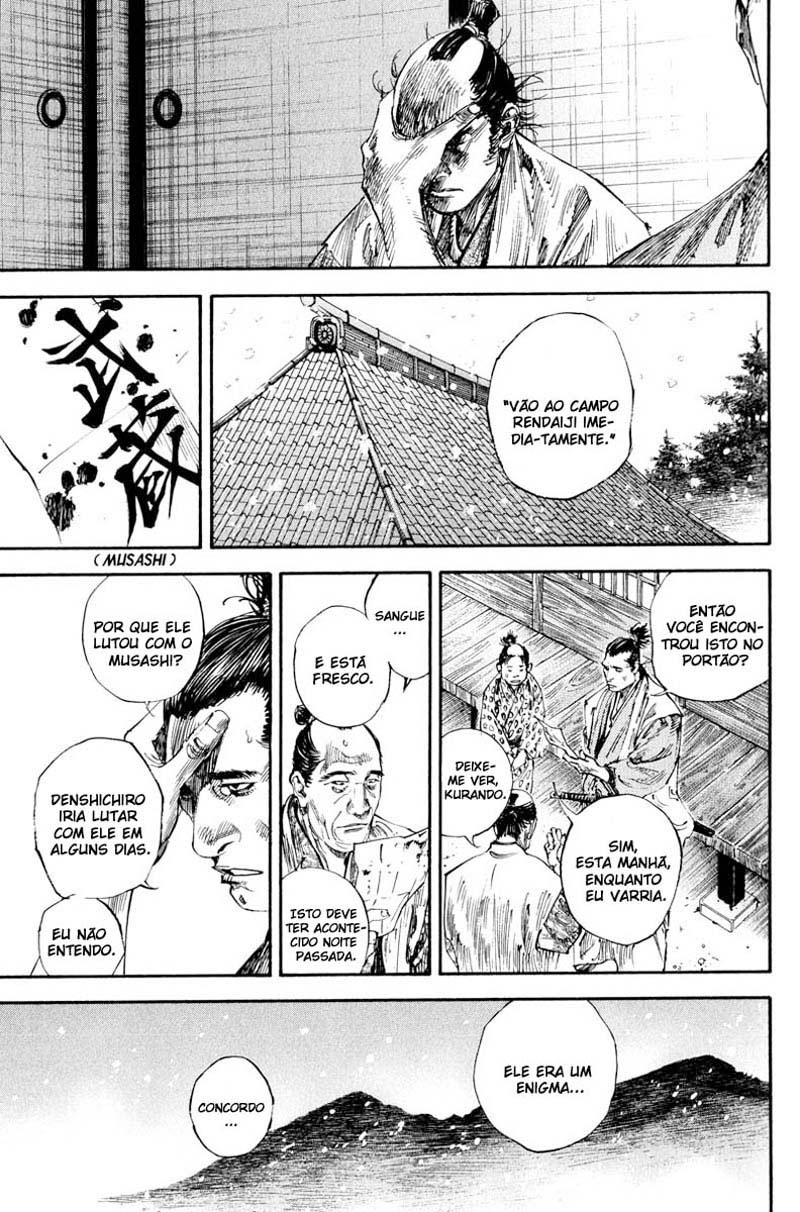 "VÃO AO CAMPO
RENDAIJI IME-
DIA-TAMENTE."
武蔵
(MUSASHI)
ENTÃO
VOCÊ ENCON-
TROU ISTO NO
PORTÃO?
SIM,
ESTA MANHÃ,
ENQUANTO
EU VARRIA.
DEIXE-
ME VER,
KURANDO.
SANGUE
...
E ESTÁ
FRESCO.
ISTO DEVE
TER ACONTE-
CIDO NOITE
PASSADA.
POR QUE ELE
LUTOU COM O
MUSASHI?
DENSHICHIRO
IRIA LUTAR
COM ELE EM
ALGUNS DIAS.
EU NÃO
ENTENDO.
ELE ERA UM
ENIGMA...
CONCORDO
...